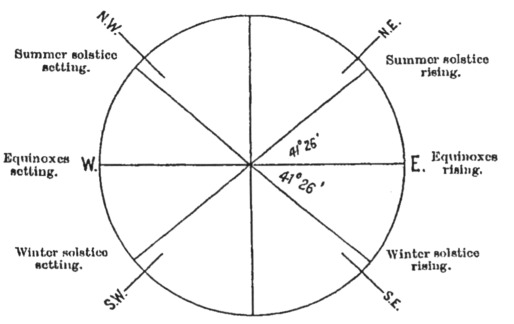 N.W.
N.E.
Summer solstice
setting.
Summer solstice
rising.
41°26'
Equinoxes
setting.
W.
E.
Equinoxes
rising.
41°26'
Winter solstice
setting.
Winter solstice
rising.
S.W.
S.E.